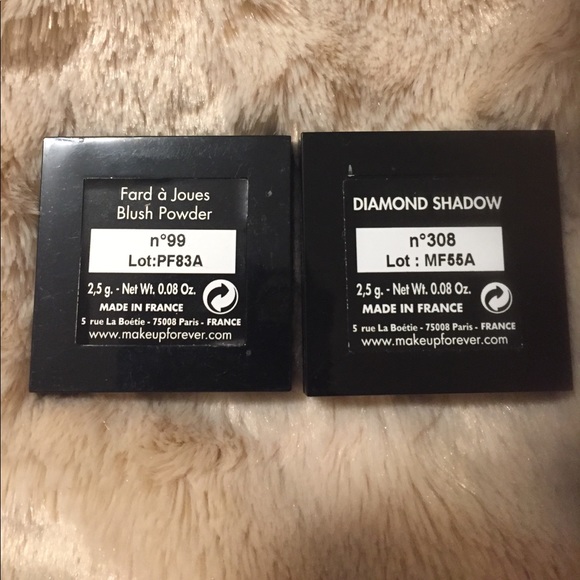 Fard à Joues
Blush Powder
n°99
Lot:PF83A
2,5 g. - Net Wt. 0.08 Oz.
MADE IN FRANCE
5 rue La Boétie - 75008 Paris - FRANCE
www.makeupforever.com
DIAMOND SHADOW
n°308
Lot : MF55A
2,5 g. - Net Wt. 0.08 Oz.
MADE IN FRANCE
5 rue La Boétie - 75008 Paris - FRANCE
www.makeupforever.com